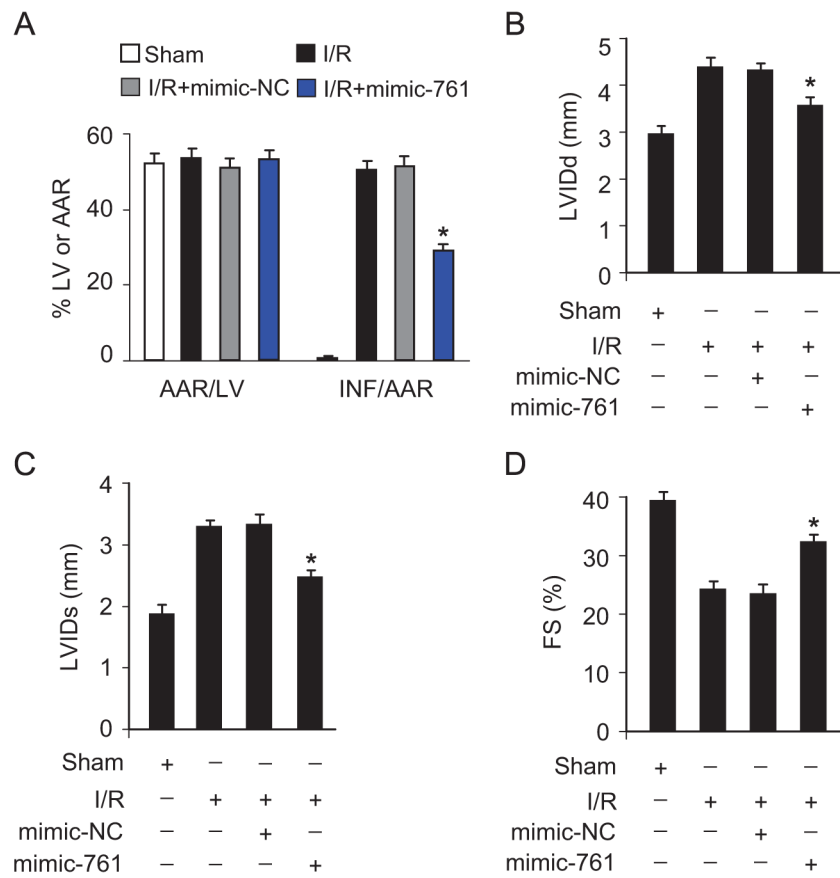 A
Sham
I/R
I/R+mimic-NC
I/R+mimic-761
% LV or AAR
60
40
20
0
*
AAR/LV
INF/AAR
B
LVIDd (mm)
5
4
3
2
1
0
*
Sham + – – –
I/R – + + +
mimic-NC – – + –
mimic-761 – – – +
C
LVIDs (mm)
4
3
2
1
0
*
Sham + – – –
I/R – + + +
mimic-NC – – + –
mimic-761 – – – +
D
FS (%)
40
30
20
10
0
*
Sham + – – –
I/R – + + +
mimic-NC – – + –
mimic-761 – – – +